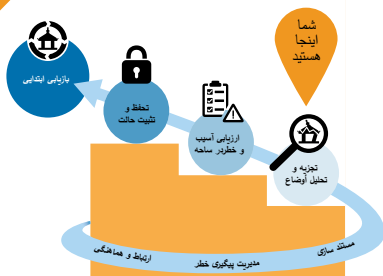 شما
اینجا
هستید
بازیابی ابتدایی
تحفظ و
تثبیت حالت
ارزیابی آسیب
و خطردر ساحه
تجزیه و
تحلیل أوضاع
مستند سازی
مدیریت پیگیری خطر
ارتباط و هماهنگی